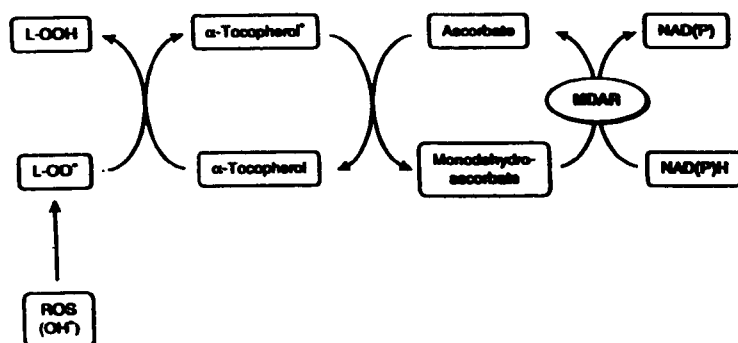 L-OOH
α-Tocopherol•
Ascorbate
NAD(P)
MDAR
L-OO•
α-Tocopherol
Monodehydro-
ascorbate
NAD(P)H
ROS
(OH•)